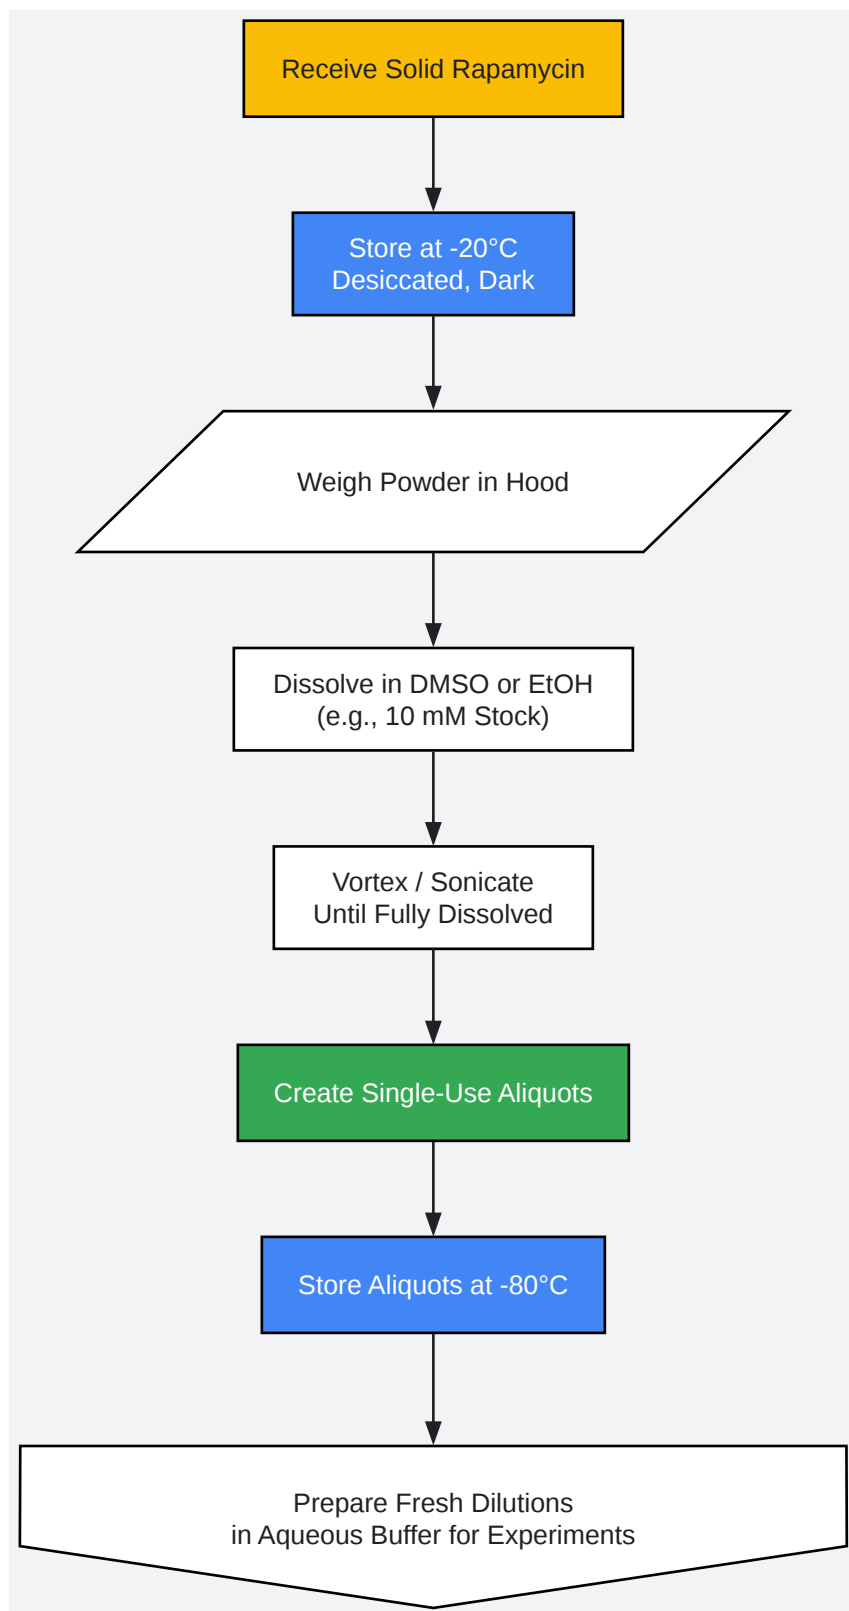 Receive Solid Rapamycin
Store at -20°C
Desiccated, Dark
Weigh Powder in Hood
Dissolve in DMSO or EtOH
(e.g., 10 mM Stock)
Vortex / Sonicate
Until Fully Dissolved
Create Single-Use Aliquots
Store Aliquots at -80°C
Prepare Fresh Dilutions
in Aqueous Buffer for Experiments